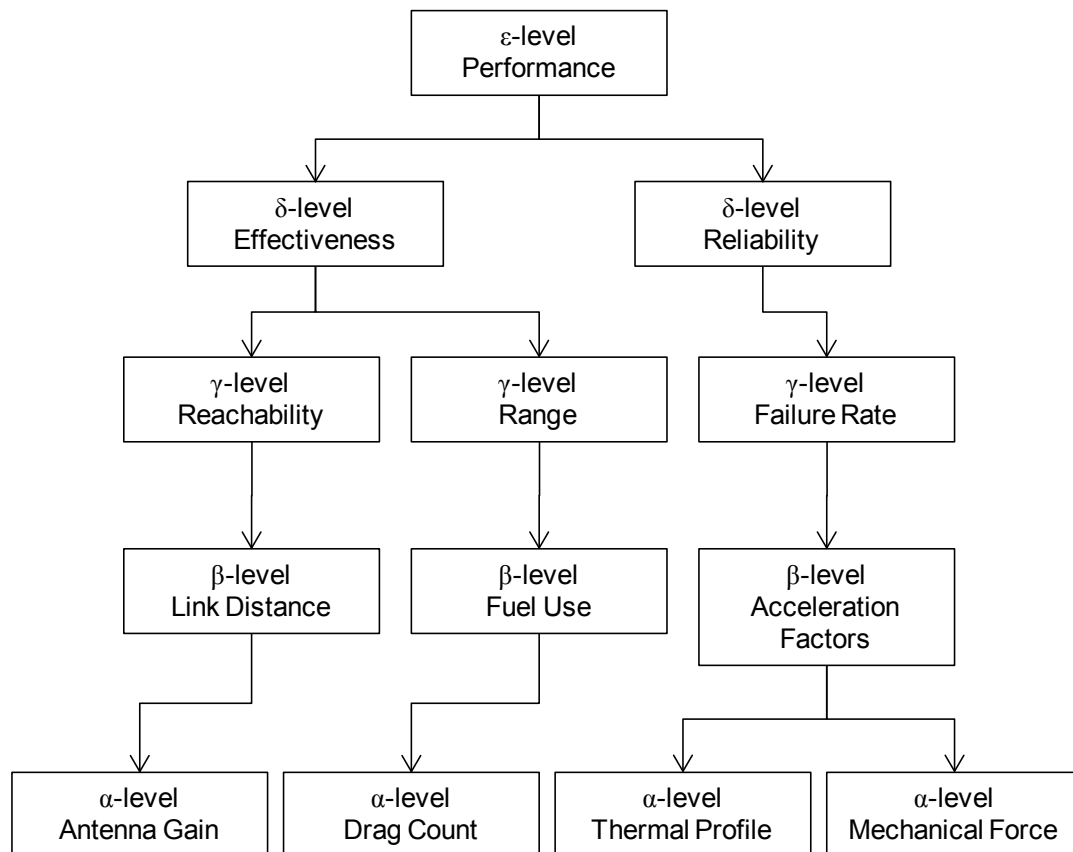 ε-level
Performance
δ-level
Effectiveness
δ-level
Reliability
γ-level
Reachability
γ-level
Range
γ-level
Failure Rate
β-level
Link Distance
β-level
Fuel Use
β-level
Acceleration
Factors
α-level
Antenna Gain
α-level
Drag Count
α-level
Thermal Profile
α-level
Mechanical Force